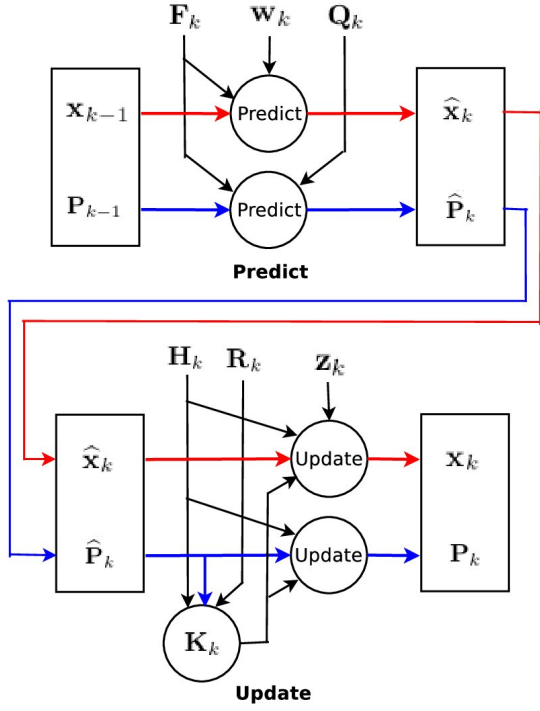 F_k w_k Q_k
x_{k-1} Predict x̂_k
P_{k-1} Predict P̂_k
Predict
H_k R_k z_k
x̂_k Update x_k
P̂_k Update P_k
K_k
Update